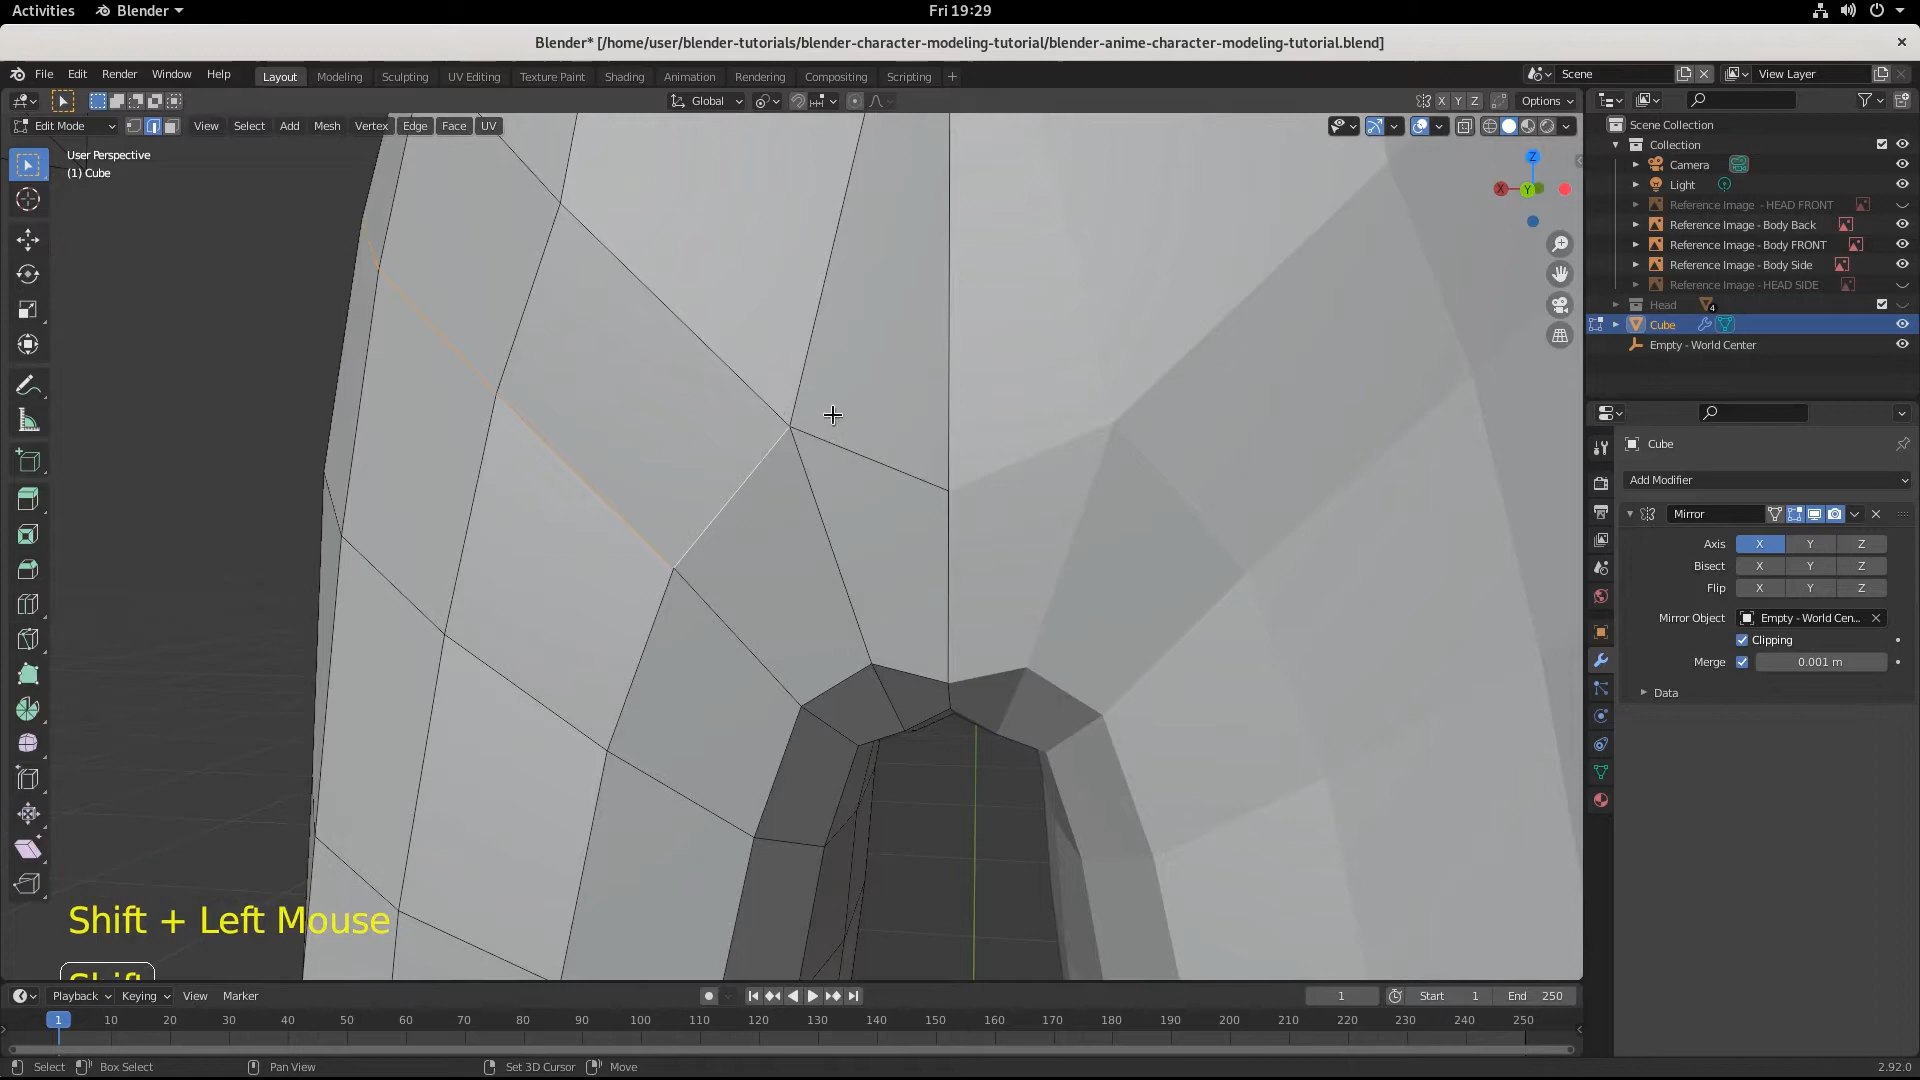 Activities Blender Fri 19:29
Blender* [/home/user/blender-tutorials/blender-character-modeling-tutorial/blender-anime-character-modeling-tutorial.blend]
File Edit Render Window Help Layout Modeling Sculpting UV Editing Texture Paint Shading Animation Rendering Compositing Scripting Scene View Layer
Global X Y Z Options
Edit Mode View Select Add Mesh Vertex Edge Face UV
User Perspective
(1) Cube
Z
X Y
Scene Collection
Collection
Camera
Light
Reference Image - HEAD FRONT
Reference Image - Body Back
Reference Image - Body FRONT
Reference Image - Body Side
Reference Image - HEAD SIDE
Head 4
Cube
Empty - World Center
Cube
Add Modifier
Mirror
Axis X Y Z
Bisect X Y Z
Flip X Y Z
Mirror Object Empty - World Cen...
Clipping
Merge 0.001 m
Data
Shift + Left Mouse
Shift
Playback Keying View Marker 1 Start 1 End 250
1 10 20 30 40 50 60 70 80 90 100 110 120 130 140 150 160 170 180 190 200 210 220 230 240 250
Select Box Select Pan View Set 3D Cursor Move 2.92.0